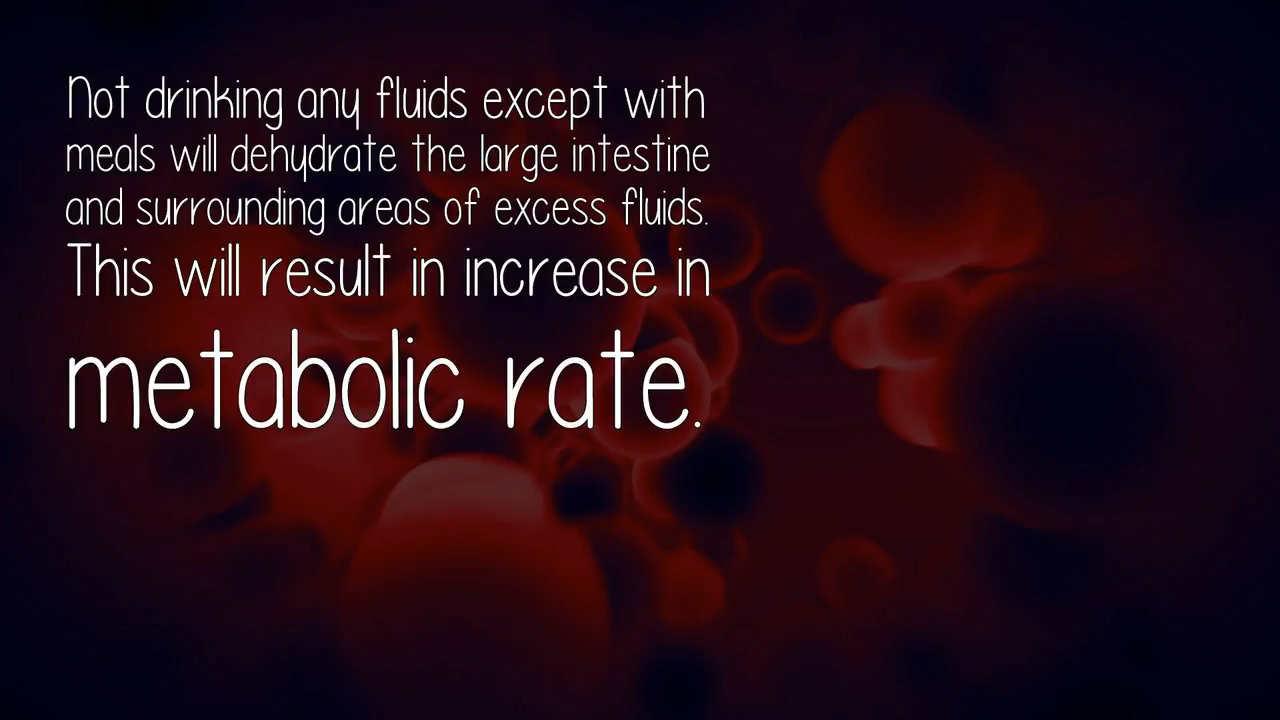 Not drinking any fluids except with
meals will dehydrate the large intestine
and surrounding areas of excess fluids.
This will result in increase in
metabolic rate.